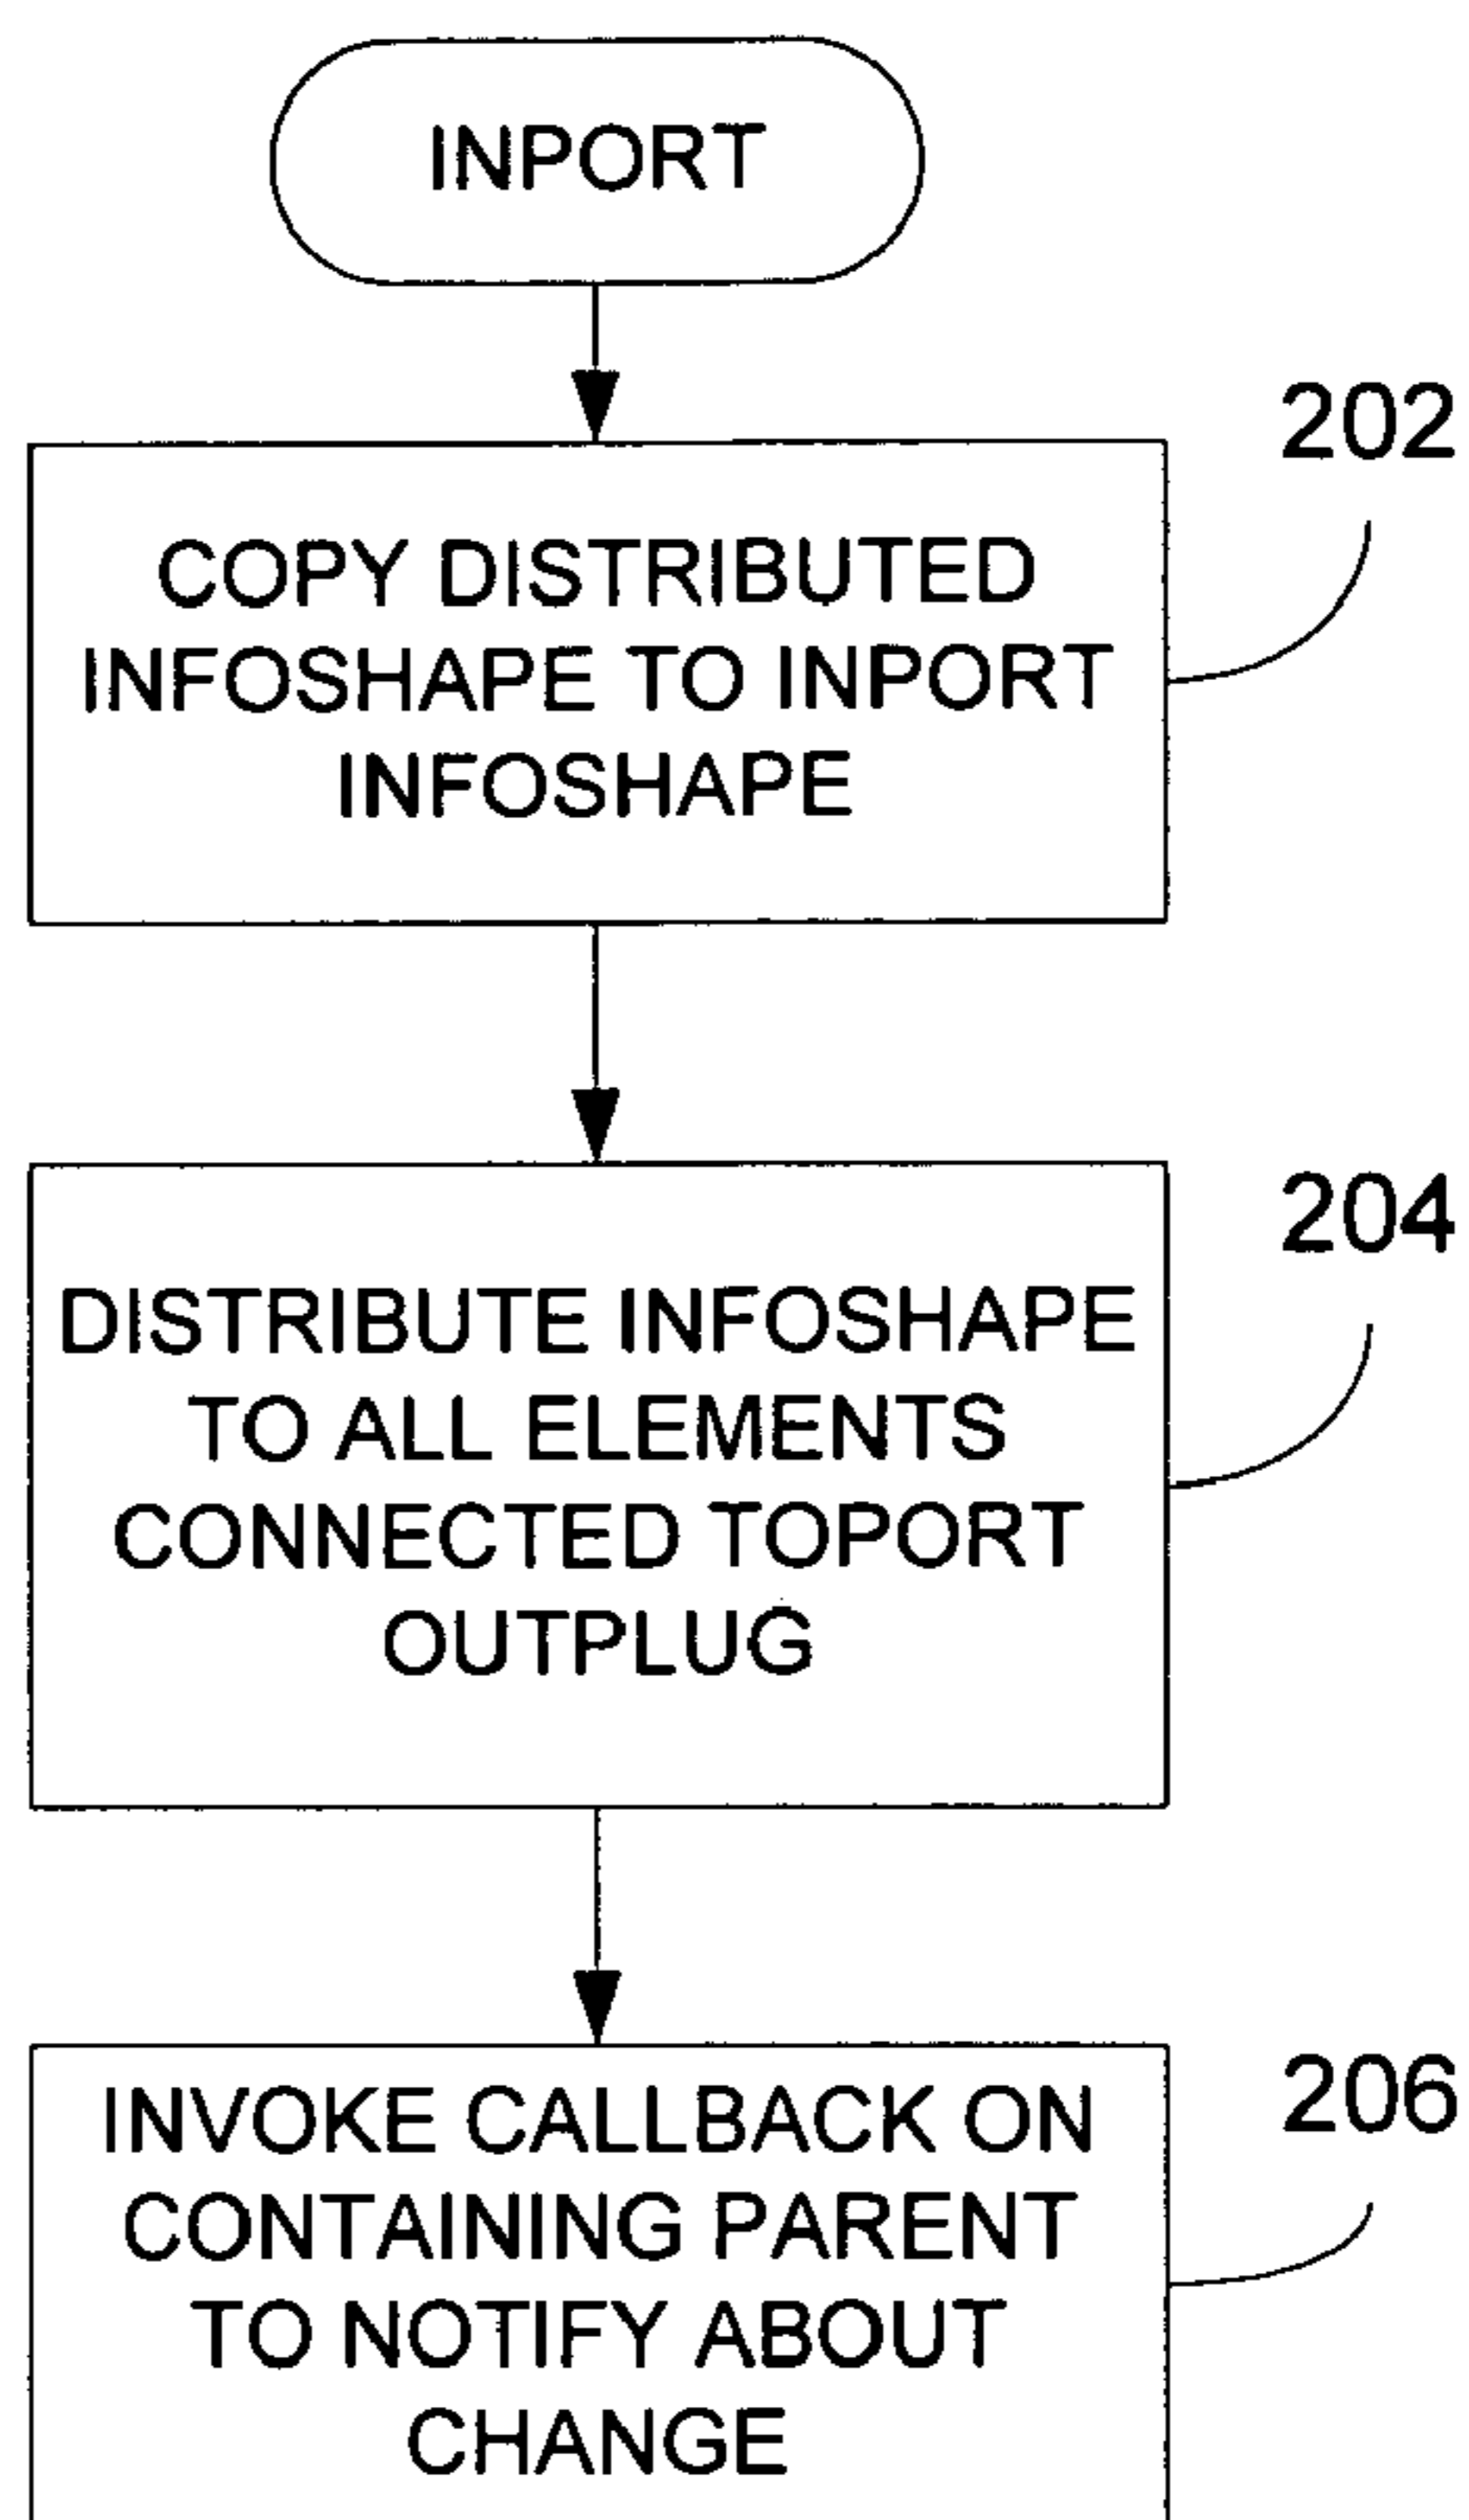 INPORT
202
COPY DISTRIBUTED
INFOSHAPE TO INPORT
INFOSHAPE
204
DISTRIBUTE INFOSHAPE
TO ALL ELEMENTS
CONNECTED TOPORT
OUTPLUG
206
INVOKE CALLBACK ON
CONTAINING PARENT
TO NOTIFY ABOUT
CHANGE